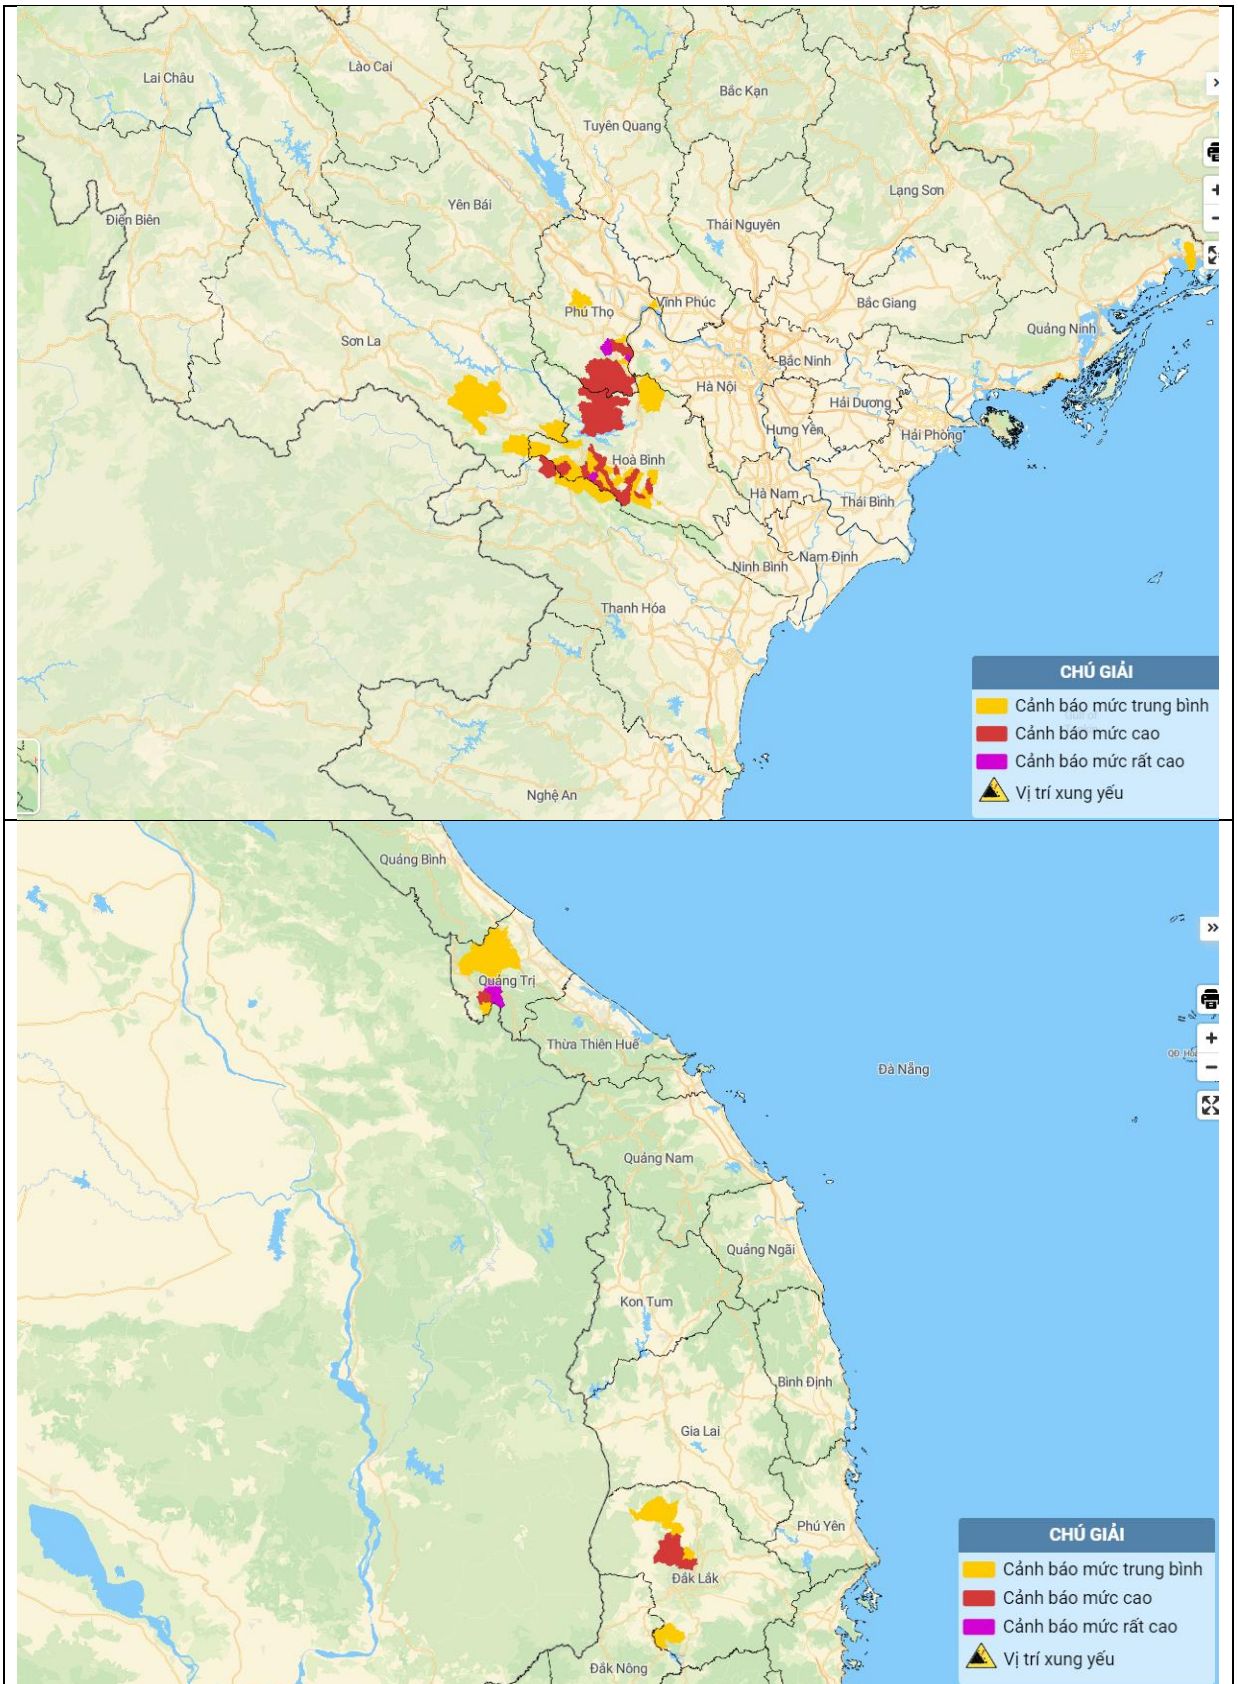 Lai Châu
Lào Cai
Bắc Kạn
Tuyên Quang
Lạng Sơn
Yên Bái
Điện Biên
Thái Nguyên
Vĩnh Phúc
Bắc Giang
Phú Thọ
Quảng Ninh
Sơn La
Bắc Ninh
Hà Nội
Hải Dương
Hưng Yên
Hải Phòng
Hoà Bình
Hà Nam
Thái Bình
Nam Định
Ninh Bình
Thanh Hóa
Nghệ An
CHÚ GIẢI
Cảnh báo mức trung bình
Cảnh báo mức cao
Cảnh báo mức rất cao
Vị trí xung yếu
Quảng Bình
Quảng Trị
Thừa Thiên Huế
Đà Nẵng
Quảng Nam
Quảng Ngãi
Kon Tum
Bình Định
Gia Lai
Phú Yên
Đắk Lắk
Đắk Nông
CHÚ GIẢI
Cảnh báo mức trung bình
Cảnh báo mức cao
Cảnh báo mức rất cao
Vị trí xung yếu